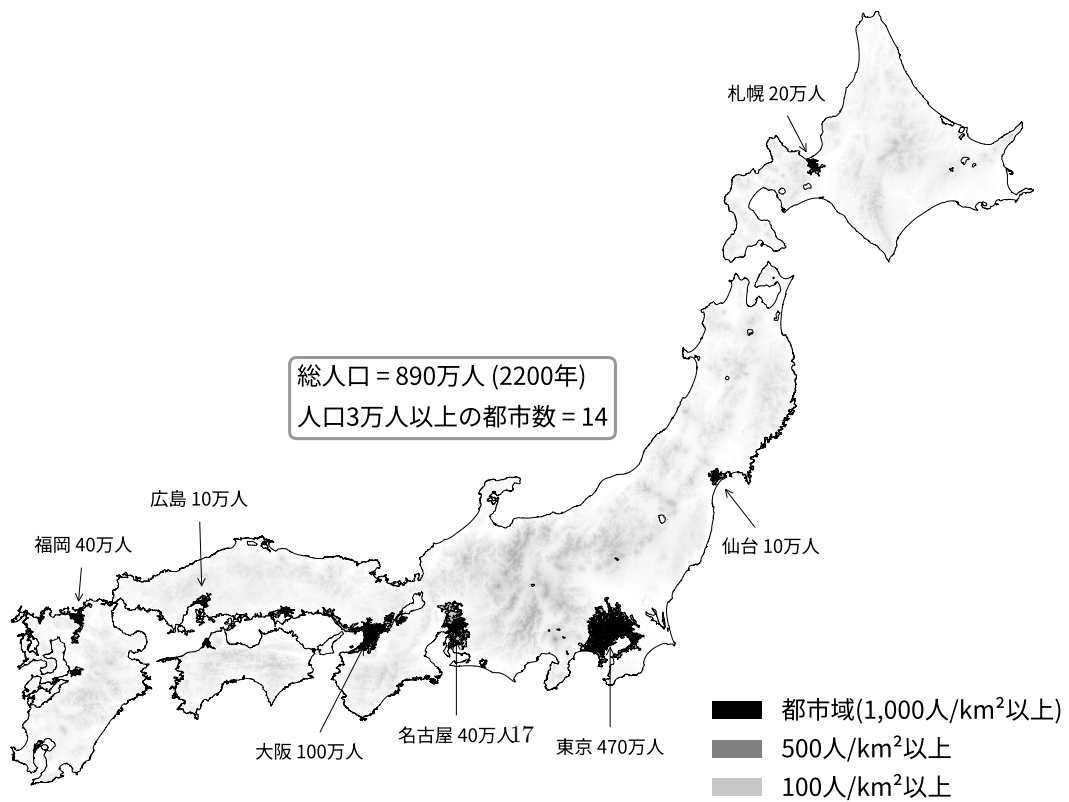 札幌 20万人
総人口 = 890万人 (2200年)
人口3万人以上の都市数 = 14
広島 10万人
福岡 40万人
仙台 10万人
大阪 100万人
名古屋 40万人17
東京 470万人
都市域(1,000人/km²以上)
500人/km²以上
100人/km²以上